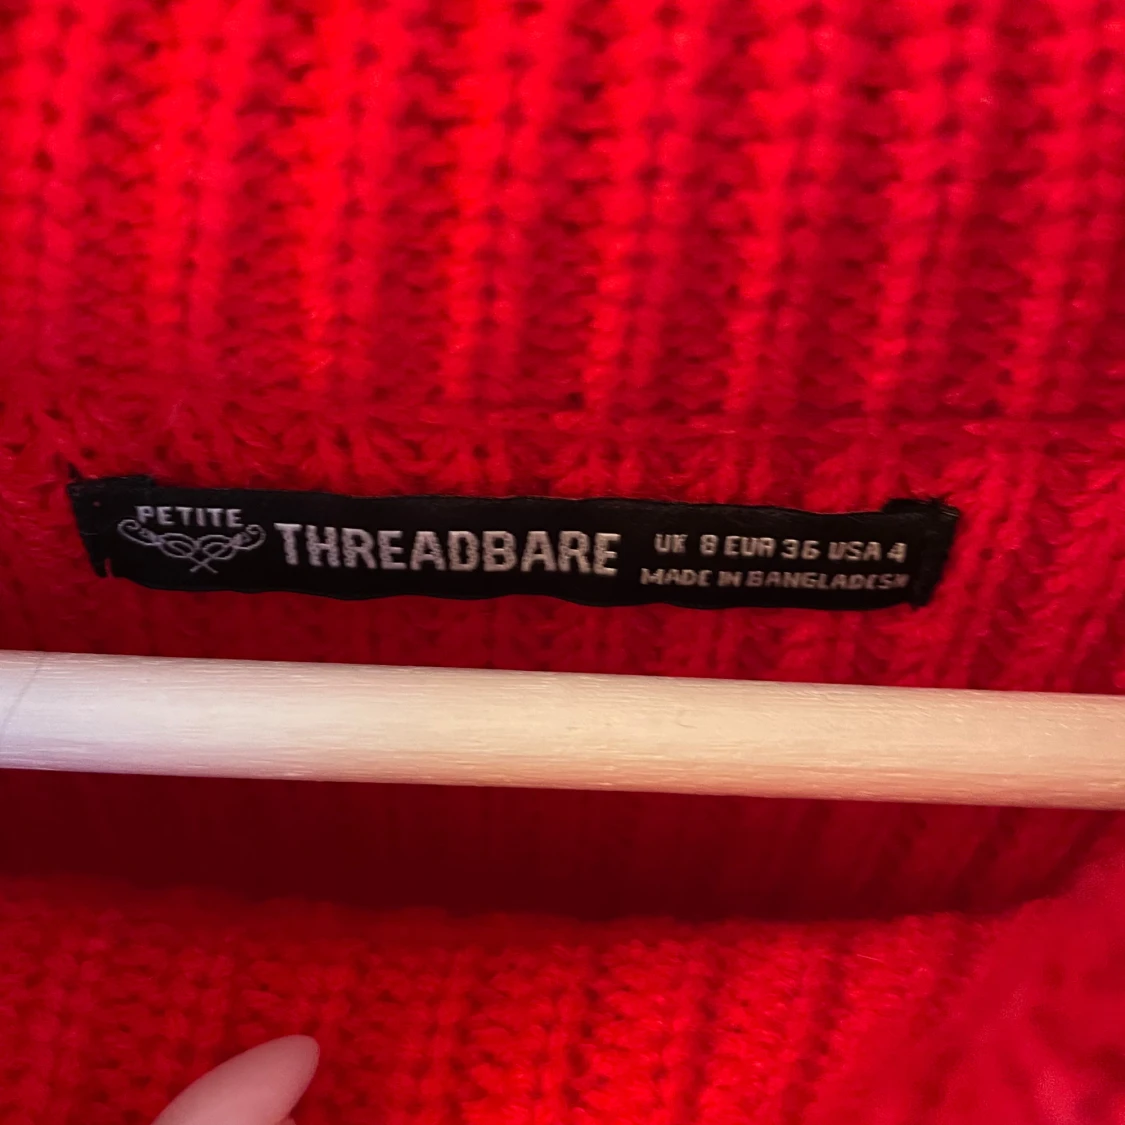 PETITE
THREADBARE
UK 8 EUR 36 USA 4
MADE IN BANGLADESH